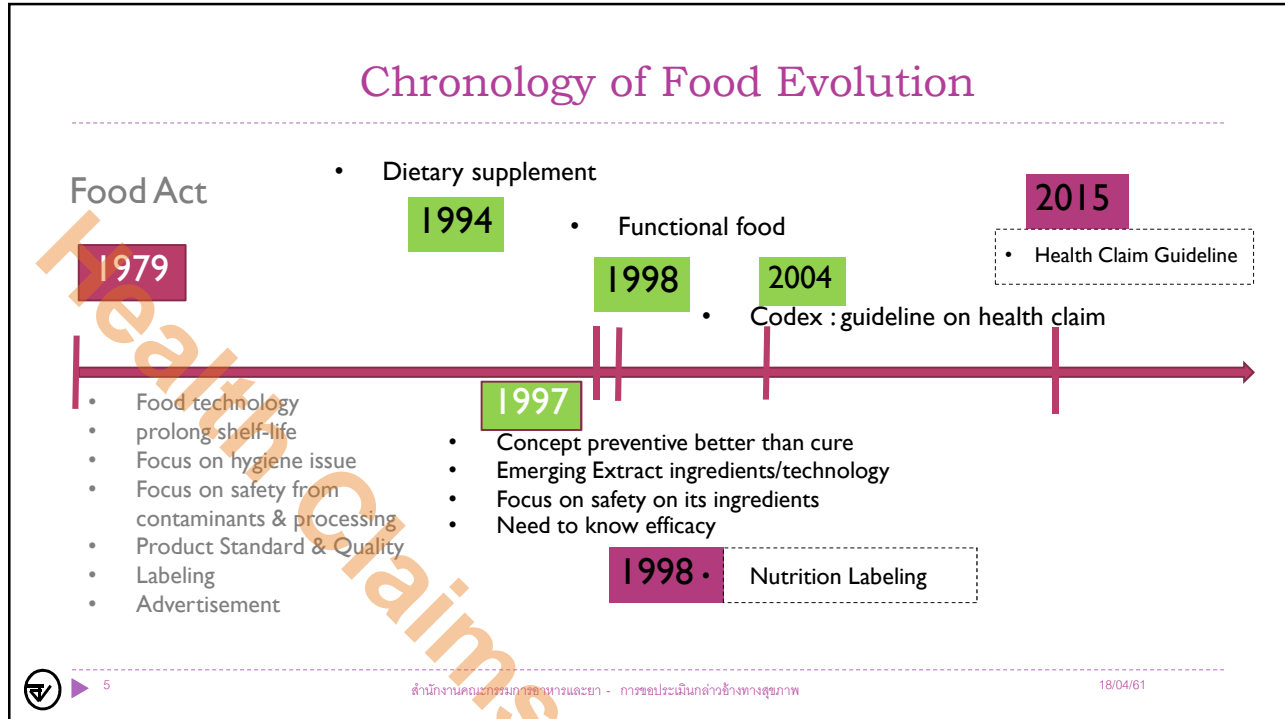 Chronology of Food Evolution
Food Act
1979
• Dietary supplement
1994
• Functional food
1998
2004
• Codex : guideline on health claim
2015
• Health Claim Guideline
• Food technology
• prolong shelf-life
• Focus on hygiene issue
• Focus on safety from
contaminants & processing
• Product Standard & Quality
• Labeling
• Advertisement
1997
• Concept preventive better than cure
• Emerging Extract ingredients/technology
• Focus on safety on its ingredients
• Need to know efficacy
1998 • Nutrition Labeling
Health Claims
5
สำนักงานคณะกรรมการอาหารและยา - การขอประเมินกล่าวอ้างทางสุขภาพ
18/04/61